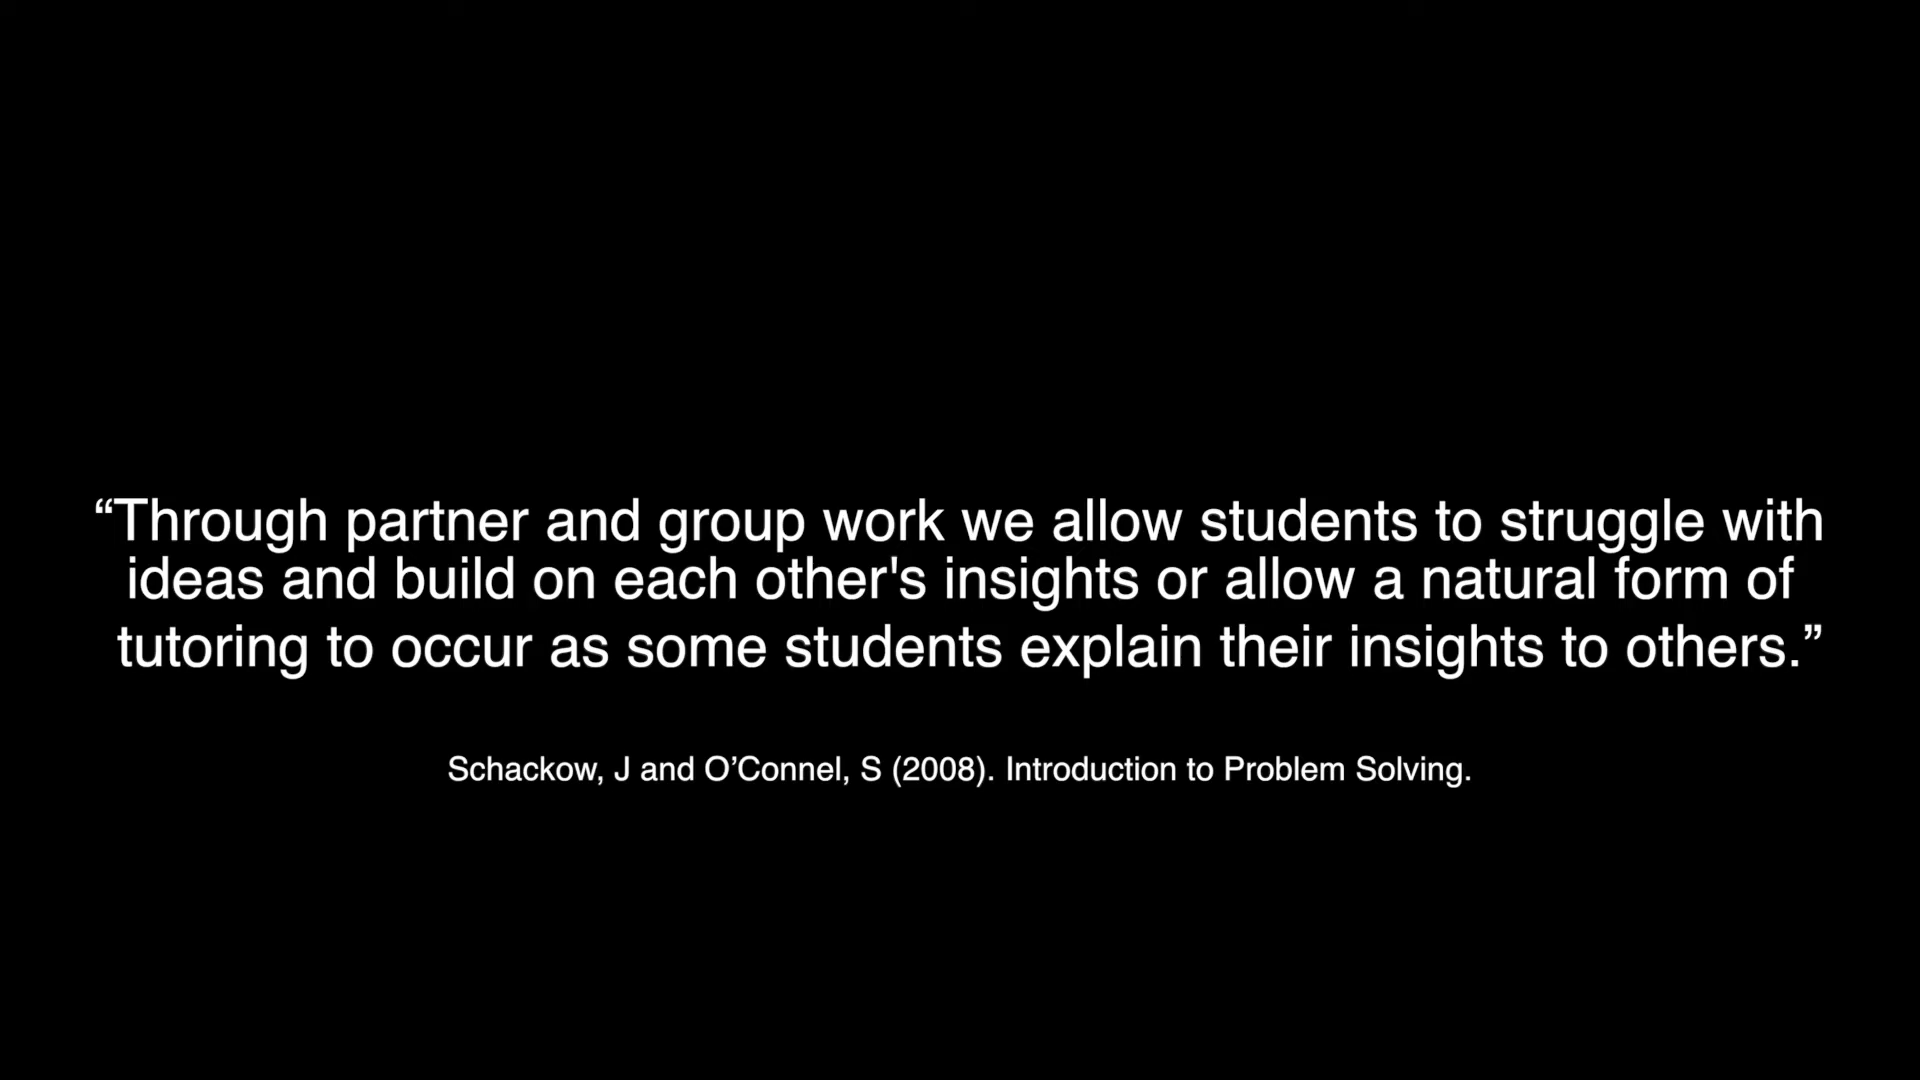 “Through partner and group work we allow students to struggle with
ideas and build on each other's insights or allow a natural form of
tutoring to occur as some students explain their insights to others.”
Schackow, J and O’Connel, S (2008). Introduction to Problem Solving.